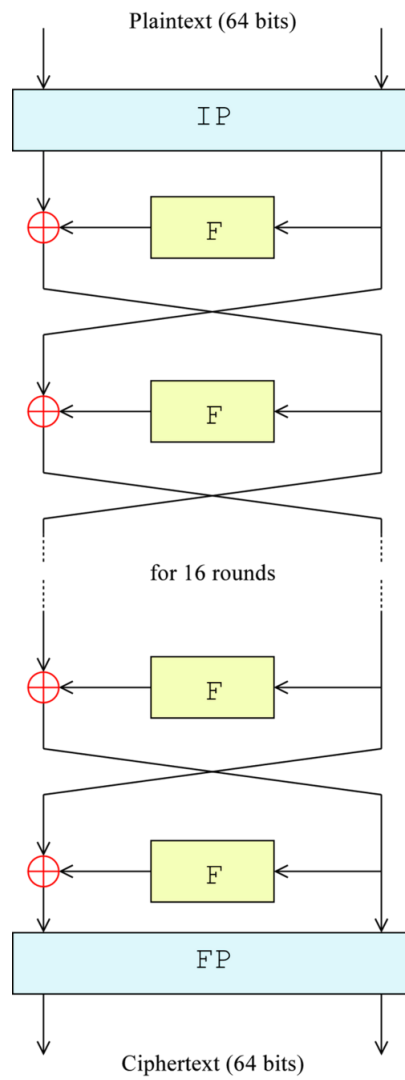 Plaintext (64 bits)
IP
F
F
for 16 rounds
F
F
FP
Ciphertext (64 bits)